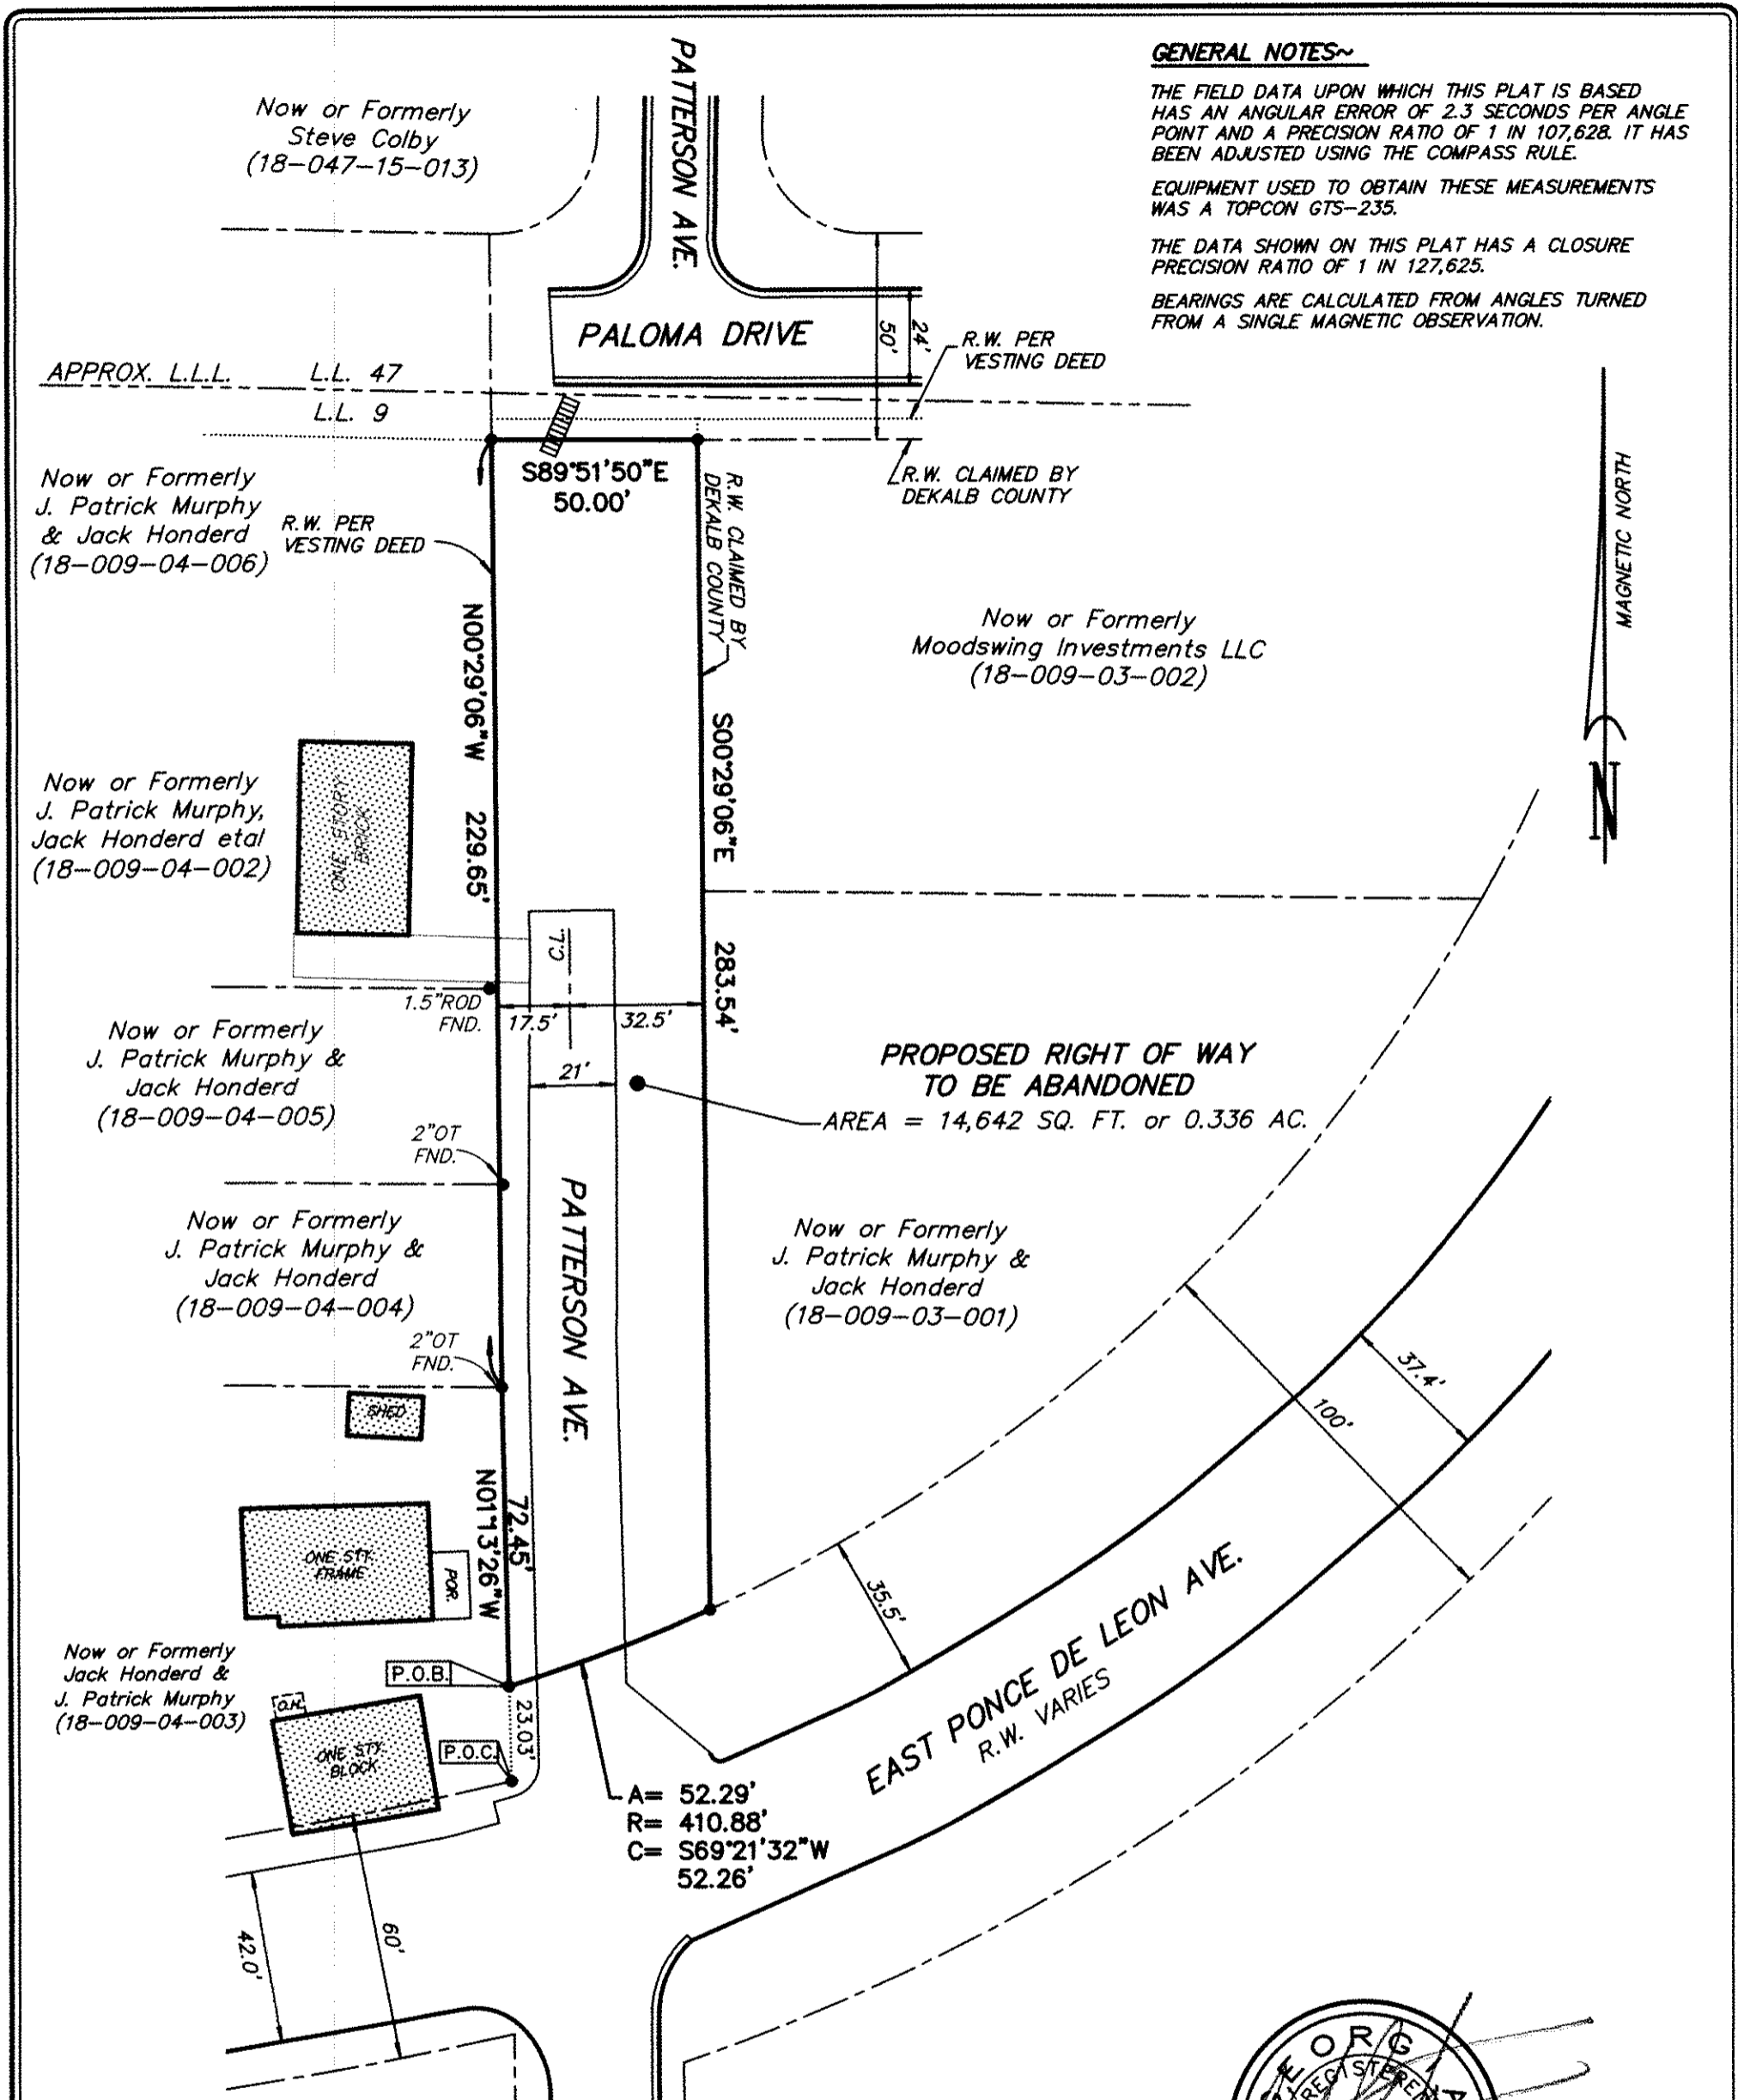 GENERAL NOTES~
THE FIELD DATA UPON WHICH THIS PLAT IS BASED
HAS AN ANGULAR ERROR OF 2.3 SECONDS PER ANGLE
POINT AND A PRECISION RATIO OF 1 IN 107,628. IT HAS
BEEN ADJUSTED USING THE COMPASS RULE.
EQUIPMENT USED TO OBTAIN THESE MEASUREMENTS
WAS A TOPCON GTS-235.
THE DATA SHOWN ON THIS PLAT HAS A CLOSURE
PRECISION RATIO OF 1 IN 127,625.
BEARINGS ARE CALCULATED FROM ANGLES TURNED
FROM A SINGLE MAGNETIC OBSERVATION.
Now or Formerly
Steve Colby
(18-047-15-013)
PATTERSON AVE.
PALOMA DRIVE
50'
24'
R.W. PER
VESTING DEED
APPROX. L.L.L.
L.L. 47
L.L. 9
S89°51'50"E
50.00'
R.W. CLAIMED BY
DEKALB COUNTY
R.W. CLAIMED BY
DEKALB COUNTY
Now or Formerly
J. Patrick Murphy
& Jack Honderd
(18-009-04-006)
R.W. PER
VESTING DEED
MAGNETIC NORTH
N
Now or Formerly
Moodswing Investments LLC
(18-009-03-002)
N00°29'06"W 229.65'
S00°29'06"E 283.54'
Now or Formerly
J. Patrick Murphy,
Jack Honderd etal
(18-009-04-002)
ONE STORY
BRICK
C.L.
1.5"ROD
FND.
17.5'
32.5'
21'
Now or Formerly
J. Patrick Murphy &
Jack Honderd
(18-009-04-005)
PROPOSED RIGHT OF WAY
TO BE ABANDONED
AREA = 14,642 SQ. FT. or 0.336 AC.
2"OT
FND.
PATTERSON AVE.
Now or Formerly
J. Patrick Murphy &
Jack Honderd
(18-009-04-004)
Now or Formerly
J. Patrick Murphy &
Jack Honderd
(18-009-03-001)
2"OT
FND.
37.4'
100'
SHED
N01°13'26"W
72.45'
ONE STY.
FRAME
POR.
35.5'
EAST PONCE DE LEON AVE.
R.W. VARIES
Now or Formerly
Jack Honderd &
J. Patrick Murphy
(18-009-04-003)
P.O.B.
O.H.
23.03'
P.O.C.
ONE STY.
BLOCK
A= 52.29'
R= 410.88'
C= S69°21'32"W
52.26'
42.0'
60'
GEORGIA
REGISTERED